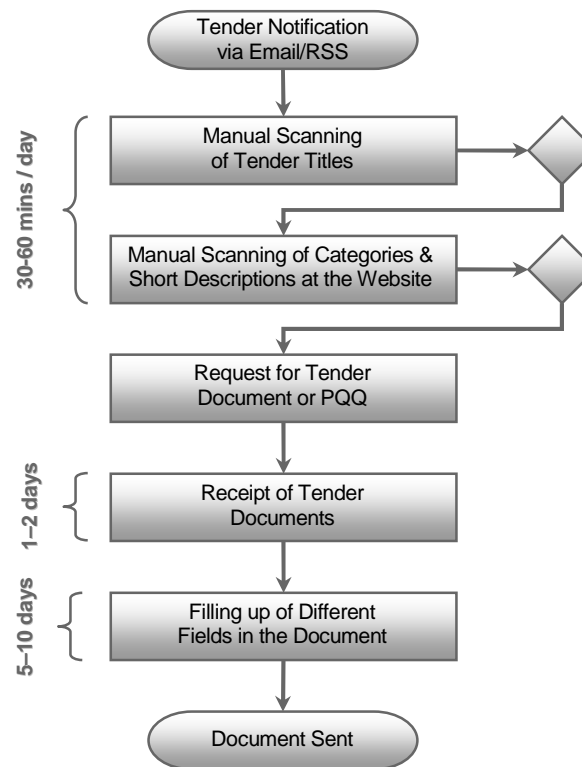 Tender Notification
via Email/RSS
30-60 mins / day
Manual Scanning
of Tender Titles
Manual Scanning of Categories &
Short Descriptions at the Website
Request for Tender
Document or PQQ
1–2 days
Receipt of Tender
Documents
5–10 days
Filling up of Different
Fields in the Document
Document Sent